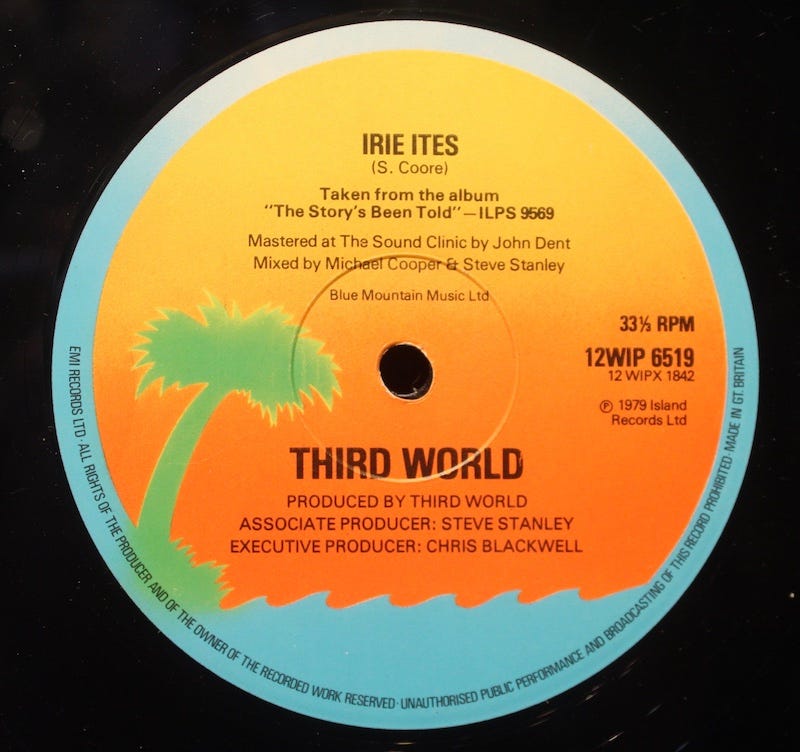 IRIE ITES
(S. Coore)
Taken from the album
"The Story's Been Told"—ILPS 9569
Mastered at The Sound Clinic by John Dent
Mixed by Michael Cooper & Steve Stanley
Blue Mountain Music Ltd
33⅓ RPM
12WIP 6519
12 WIPX 1842
℗ 1979 Island
Records Ltd
THIRD WORLD
PRODUCED BY THIRD WORLD
ASSOCIATE PRODUCER: STEVE STANLEY
EXECUTIVE PRODUCER: CHRIS BLACKWELL
EMI RECORDS LTD · ALL RIGHTS OF THE PRODUCER AND OF THE OWNER OF THE RECORDED WORK RESERVED · UNAUTHORISED PUBLIC PERFORMANCE AND BROADCASTING OF THIS RECORD PROHIBITED · MADE IN GT. BRITAIN